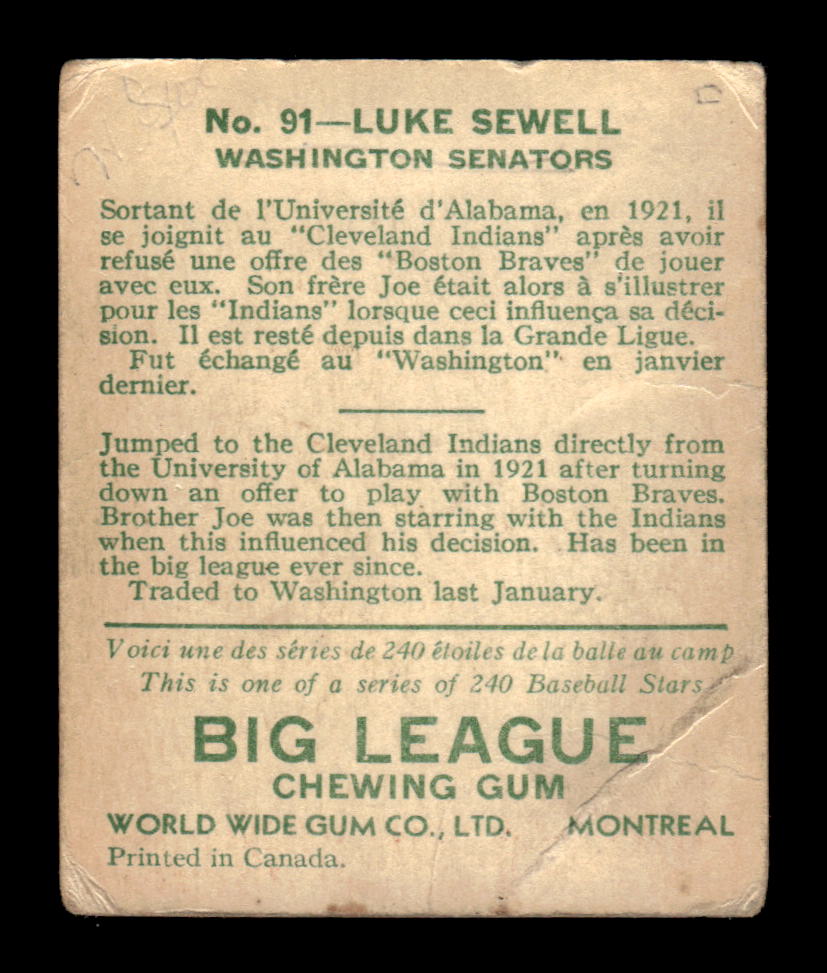 No. 91—LUKE SEWELL
WASHINGTON SENATORS
Sortant de l'Université d'Alabama, en 1921, il
se joignit au "Cleveland Indians" après avoir
refusé une offre des "Boston Braves" de jouer
avec eux. Son frère Joe était alors à s'illustrer
pour les "Indians" lorsque ceci influença sa déci-
sion. Il est resté depuis dans la Grande Ligue.
Fut échangé au "Washington" en janvier
dernier.
Jumped to the Cleveland Indians directly from
the University of Alabama in 1921 after turning
down an offer to play with Boston Braves.
Brother Joe was then starring with the Indians
when this influenced his decision. Has been in
the big league ever since.
Traded to Washington last January.
Voici une des séries de 240 étoiles de la balle au camp
This is one of a series of 240 Baseball Stars
BIG LEAGUE
CHEWING GUM
WORLD WIDE GUM CO., LTD. MONTREAL
Printed in Canada.